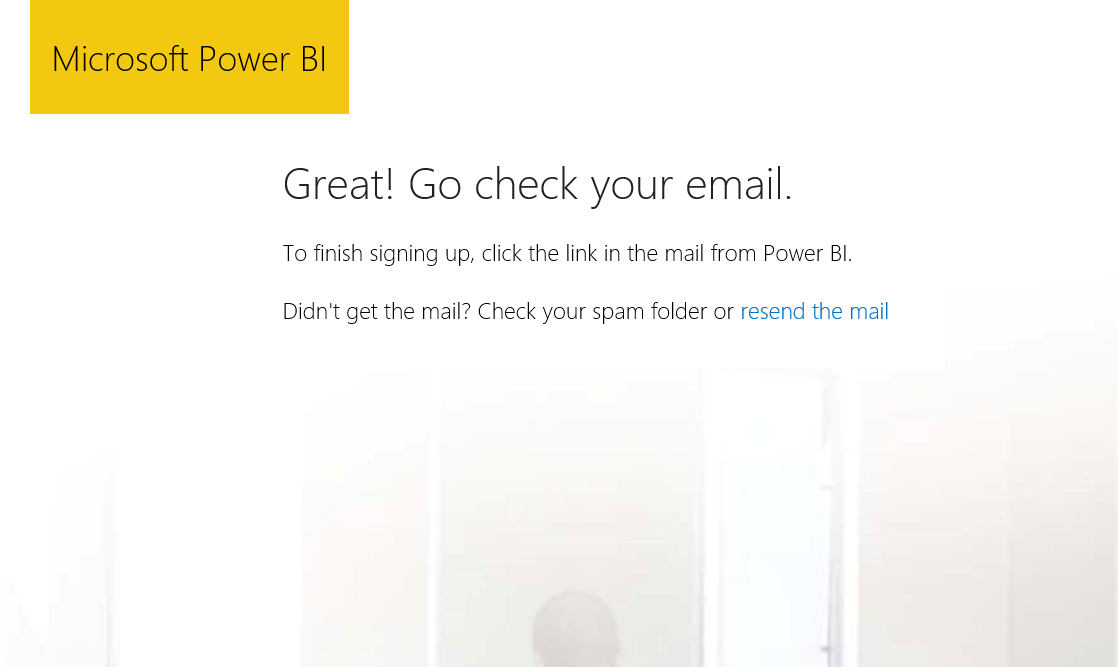 Microsoft Power BI
Great! Go check your email.
To finish signing up, click the link in the mail from Power BI.
Didn't get the mail? Check your spam folder or resend the mail